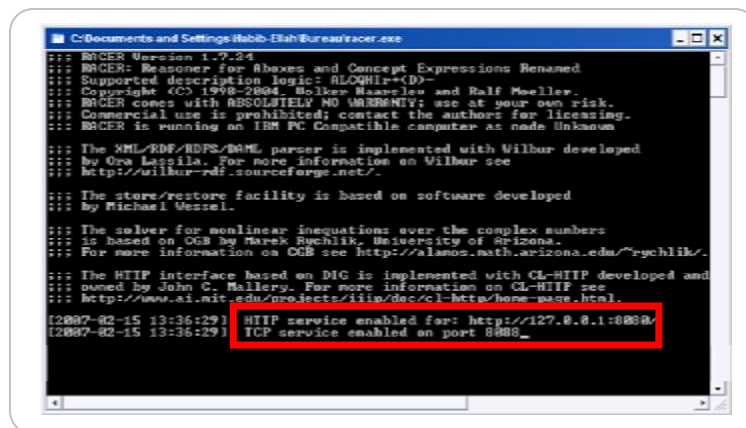 C:\Documents and Settings\Habib-Ellah\Bureau\racer.exe
;;; RACER Version 1.7.24
;;; RACER: Reasoner for Aboxes and Concept Expressions Renamed
;;; Supported description logic: ALCQHIr+(D)-
;;; Copyright (C) 1998-2004, Volker Haarslev and Ralf Moeller.
;;; RACER comes with ABSOLUTELY NO WARRANTY; use at your own risk.
;;; Commercial use is prohibited; contact the authors for licensing.
;;; RACER is running on IBM PC Compatible computer as node Unknown
;;; The XML/RDF/RDFS/DAML parser is implemented with Wilbur developed
;;; by Ora Lassila. For more information on Wilbur see
;;; http://wilbur-rdf.sourceforge.net/.
;;; The store/restore facility is based on software developed
;;; by Michael Wessel.
;;; The solver for nonlinear inequations over the complex numbers
;;; is based on CGB by Marek Rychlik, University of Arizona.
;;; For more information on CGB see http://alamos.math.arizona.edu/~rychlik/.
;;; The HTTP interface based on DIG is implemented with CL-HTTP developed and
;;; owned by John C. Mallery. For more information on CL-HTTP see
;;; http://www.ai.mit.edu/projects/iiip/doc/cl-http/home-page.html.
[2007-02-15 13:36:29] HTTP service enabled for: http://127.0.0.1:8080/
[2007-02-15 13:36:29] TCP service enabled on port 8088_